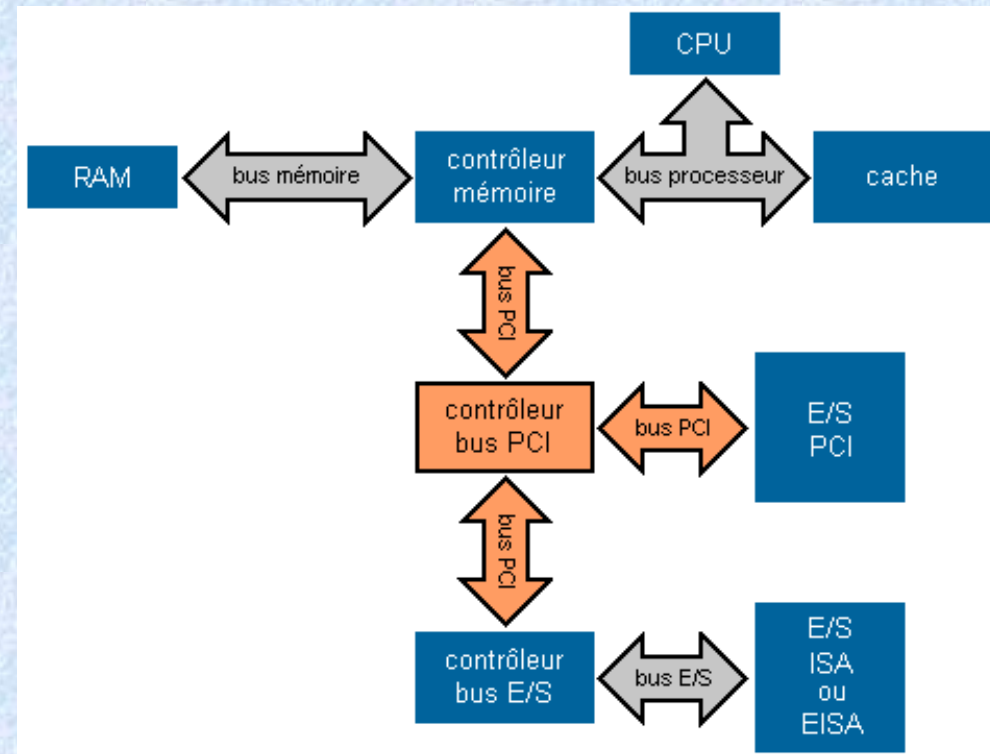 CPU
RAM
bus mémoire
contrôleur
mémoire
bus processeur
cache
bus PCI
contrôleur
bus PCI
bus PCI
E/S
PCI
bus PCI
contrôleur
bus E/S
bus E/S
E/S
ISA
ou
EISA